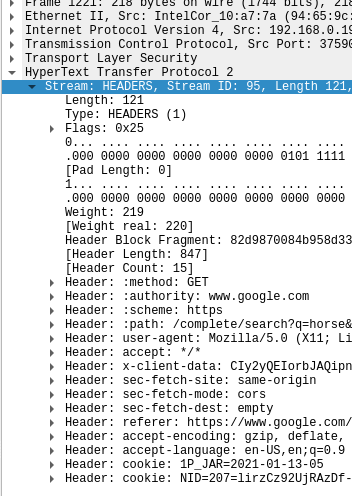 Frame 1221: 218 bytes on wire (1744 bits), 218
Ethernet II, Src: IntelCor_10:a7:7a (94:65:9c:
Internet Protocol Version 4, Src: 192.168.0.19
Transmission Control Protocol, Src Port: 37590
Transport Layer Security
HyperText Transfer Protocol 2
Stream: HEADERS, Stream ID: 95, Length 121,
Length: 121
Type: HEADERS (1)
Flags: 0x25
0... .... .... .... .... .... .... ....
.000 0000 0000 0000 0000 0000 0101 1111
[Pad Length: 0]
1... .... .... .... .... .... .... ....
.000 0000 0000 0000 0000 0000 0000 0000
Weight: 219
[Weight real: 220]
Header Block Fragment: 82d9870084b958d33
[Header Length: 847]
[Header Count: 15]
Header: :method: GET
Header: :authority: www.google.com
Header: :scheme: https
Header: :path: /complete/search?q=horse&
Header: user-agent: Mozilla/5.0 (X11; Li
Header: accept: */*
Header: x-client-data: CIy2yQEIorbJAQipn
Header: sec-fetch-site: same-origin
Header: sec-fetch-mode: cors
Header: sec-fetch-dest: empty
Header: referer: https://www.google.com/
Header: accept-encoding: gzip, deflate,
Header: accept-language: en-US,en;q=0.9
Header: cookie: 1P_JAR=2021-01-13-05
Header: cookie: NID=207=lirzCz92UjRAzDf-